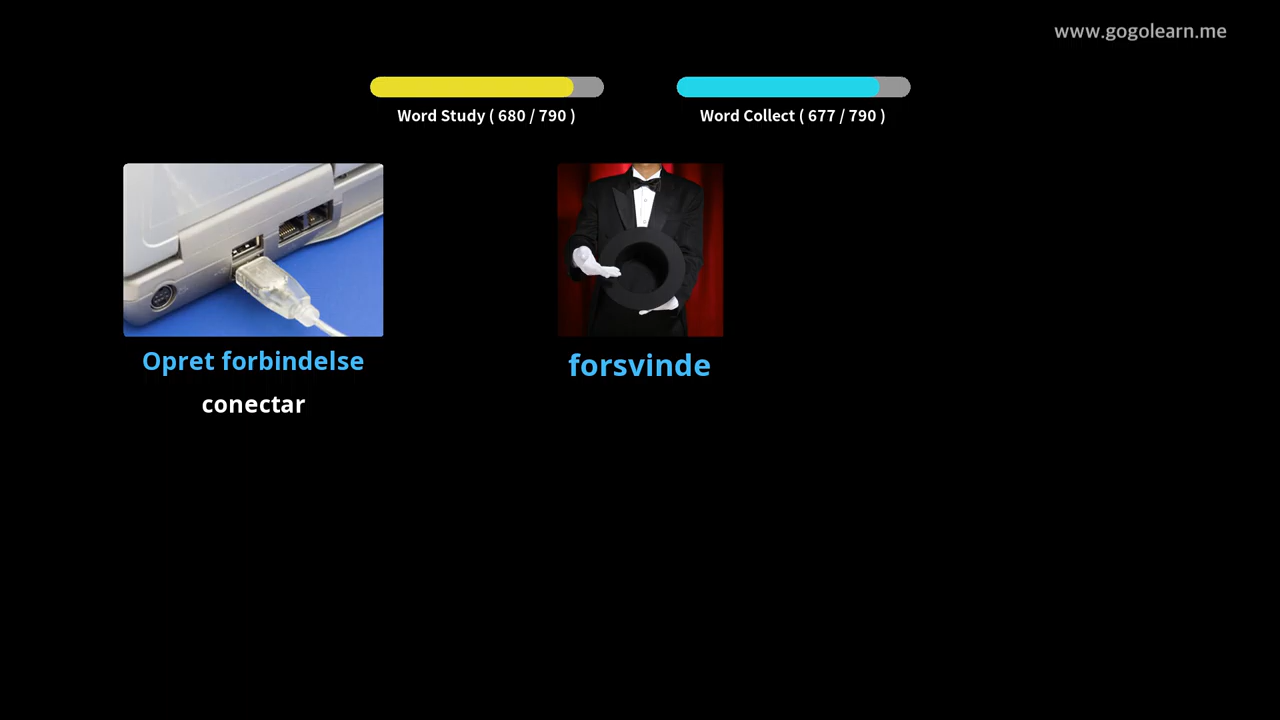 www.gogolearn.me
Word Study ( 680 / 790 )
Word Collect ( 677 / 790 )
Opret forbindelse
conectar
forsvinde